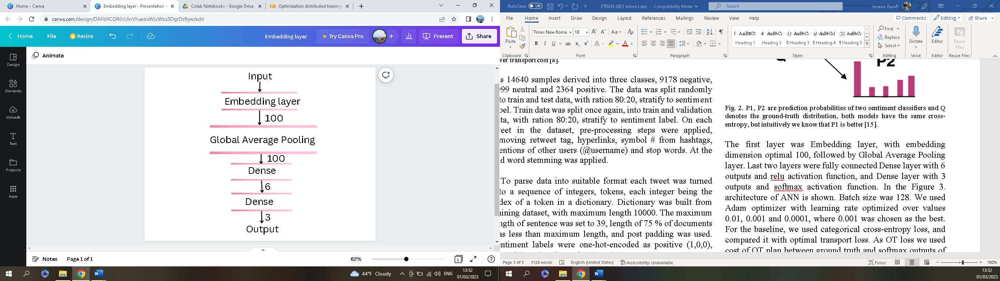 Home - Canva
Embedding layer - Presentation (
Colab Notebooks - Google Drive
Optimization distributed training
canva.com/design/DAFb9COR0sI/mVhaedaWJcWza3DgrDz9yw/edit
Home File Resize
Embedding layer
Try Canva Pro
Present
Share
Animate
Design
Elements
Uploads
Text
Projects
Apps
Input
Embedding layer
100
Global Average Pooling
100
Dense
6
Dense
3
Output
Notes Page 1 of 1
62%
1
44°F Cloudy
ENG
13:52
01/03/2023
AutoSave Off
ETRAN 2023 Jelena Lazic - Compatibility Mode
Search
Јелена Лазић
File Home Insert Draw Design Layout References Mailings Review View Help
Comments Editing Share
Paste
Clipboard
Times New Roma 10
Font
Paragraph
I. AABBCC A. AaBbCc 1) AaBbCc a) AaBbCc1 (1) AaBbCc
Heading 1 Heading 2 ¶ Heading 3 ¶ Heading 4 ¶ Heading 5
Styles
Find
Replace
Select
Editing
Dictate
Voice
Editor
Editor
Reuse Files
Reuse Files
transport cost [8].
14640 samples derived into three classes, 9178 negative,
99 neutral and 2364 positive. The data was split randomly
to train and test data, with ration 80:20, stratify to sentiment
Train data was split once again, into train and validation
with ration 80:20, stratify to sentiment label. On each
in the dataset, pre-processing steps were applied,
moving retweet tag, hyperlinks, symbol # from hashtags,
entions of other users (@username) and stop words. At the
word stemming was applied.
To parse data into suitable format each tweet was turned
to a sequence of integers, tokens, each integer being the
dex of a token in a dictionary. Dictionary was built from
ining dataset, with maximum length 10000. The maximum
ngth of sentence was set to 39, length of 75 % of documents
as less than maximum length, and post padding was used.
entiment labels were one-hot-encoded as positive (1,0,0),
P2
Fig. 2. P1, P2 are prediction probabilities of two sentiment classifiers and Q
denotes the ground-truth distribution, both models have the same cross-
entropy, but intuitively we know that P1 is better [15].
The first layer was Embedding layer, with embedding
dimension optimal 100, followed by Global Average Pooling
layer. Last two layers were fully connected Dense layer with 6
outputs and relu activation function, and Dense layer with 3
outputs and softmax activation function. In the Figure 3.
architecture of ANN is shown. Batch size was 128. We used
Adam optimizer with learning rate optimized over values
0.01, 0.001 and 0.0001, where 0.001 was chosen as the best.
For the baseline, we used categorical cross-entropy loss, and
compared it with optimal transport loss. As OT loss we used
cost of OT plan between ground truth and softmax outputs of
Page 3 of 5 3126 words English (United States) Accessibility: Unavailable
Focus
180%
13:52
01/03/2023